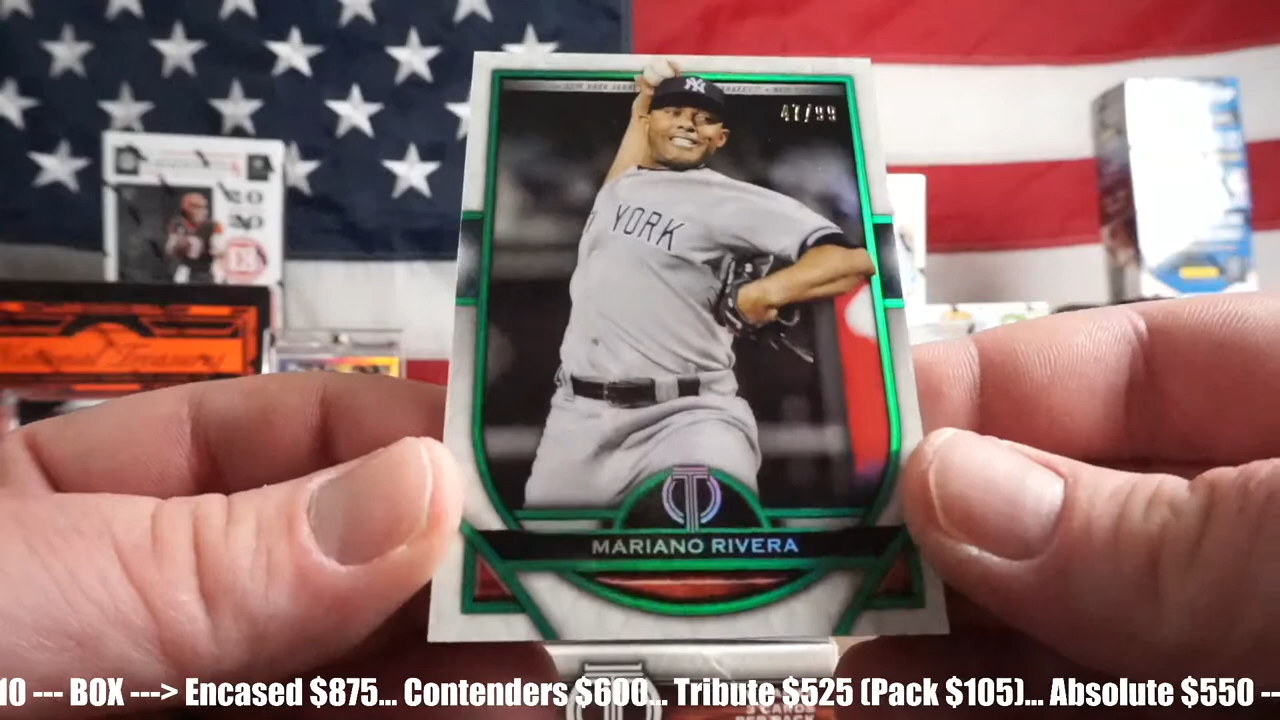 47/99
YORK
MARIANO RIVERA
10 --- BOX ---> Encased $875... Contenders $600... Tribute $525 (Pack $105)... Absolute $550 --